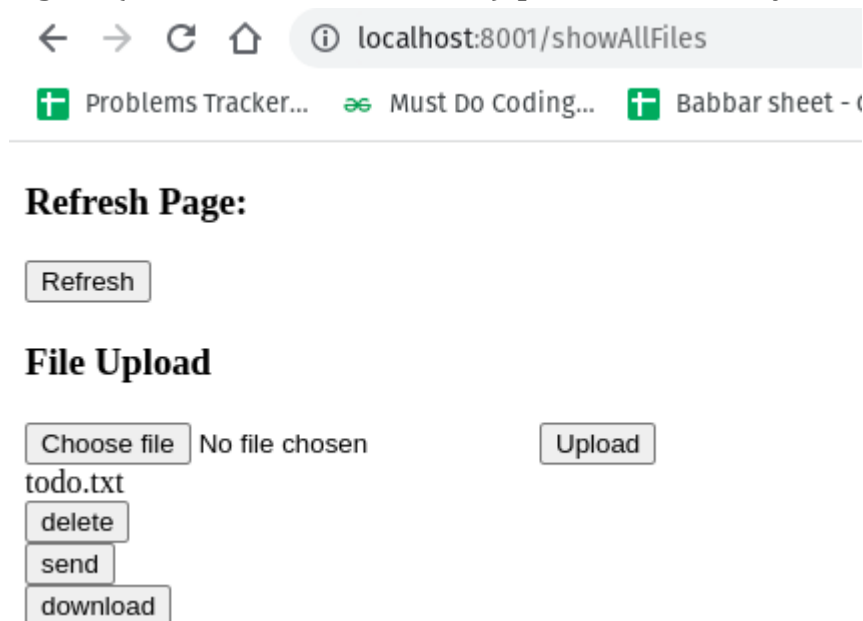 localhost:8001/showAllFiles
Problems Tracker... Must Do Coding... Babbar sheet -
Refresh Page:
Refresh
File Upload
Choose file No file chosen Upload
todo.txt
delete
send
download